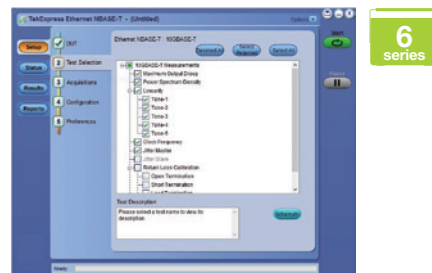 TekExpress Ethernet NBASE-T - (Untitled)
Options
Setup
Status
Results
Reports
1 DUT
2 Test Selection
3 Acquisitions
4 Configuration
5 Preferences
Ethernet NBASE-T : 10GBASE-T
Deselect All
Select Required
Select All
10GBASE-T Measurements
Maximum Output Droop
Power Spectrum Density
Linearity
Tone-1
Tone-2
Tone-3
Tone-4
Tone-5
Clock Frequency
Jitter Master
Jitter Slave
Return Loss-Calibration
Open Termination
Short Termination
Load Termination
Test Description
Please select a test name to view its
description
Schematic
Start
Pause
Ready
6
series